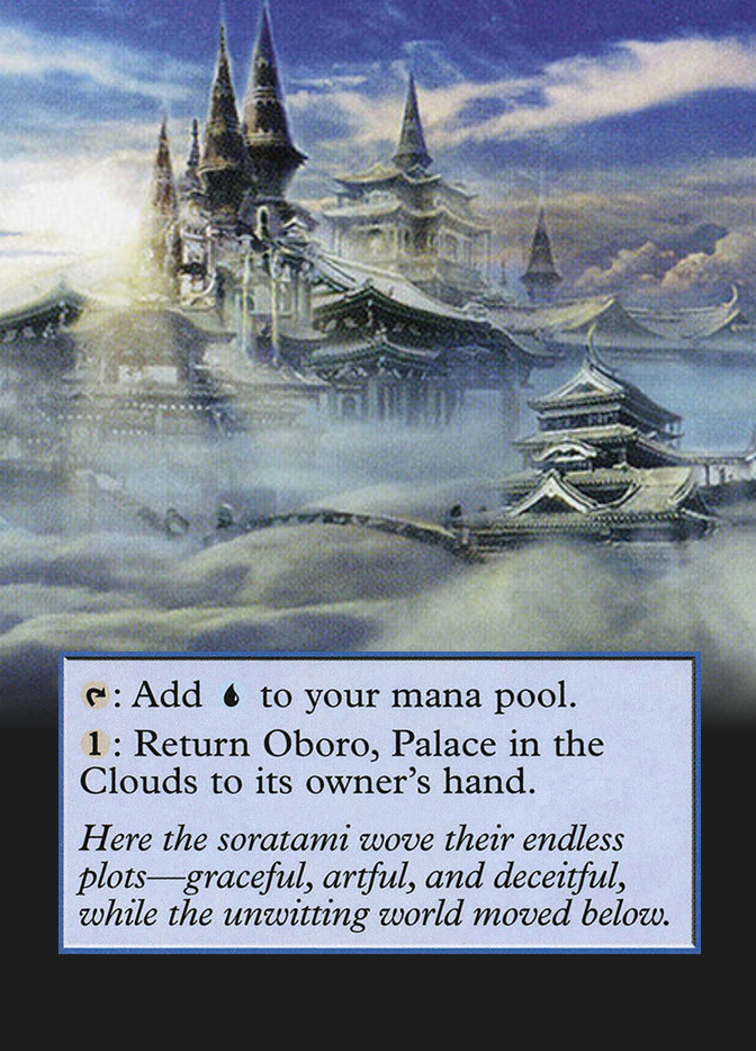 : Add to your mana pool.
1: Return Oboro, Palace in the
Clouds to its owner's hand.
Here the soratami wove their endless
plots—graceful, artful, and deceitful,
while the unwitting world moved below.